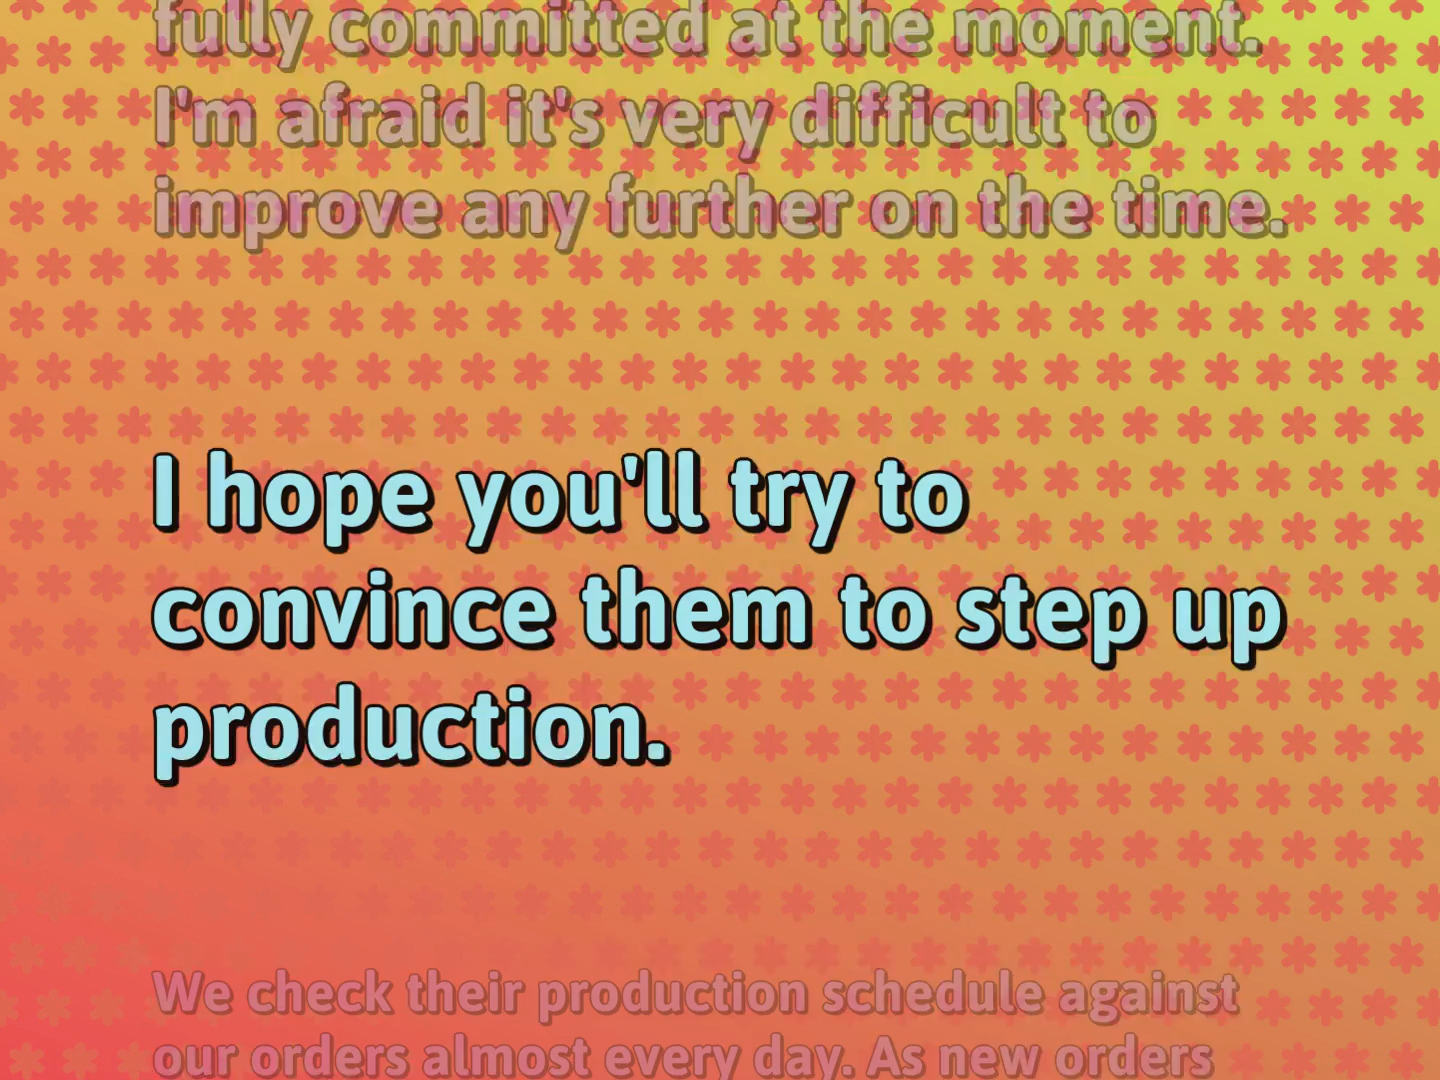 fully committed at the moment.
I'm afraid it's very difficult to
improve any further on the time.
I hope you'll try to
convince them to step up
production.
We check their production schedule against
our orders almost every day. As new orders